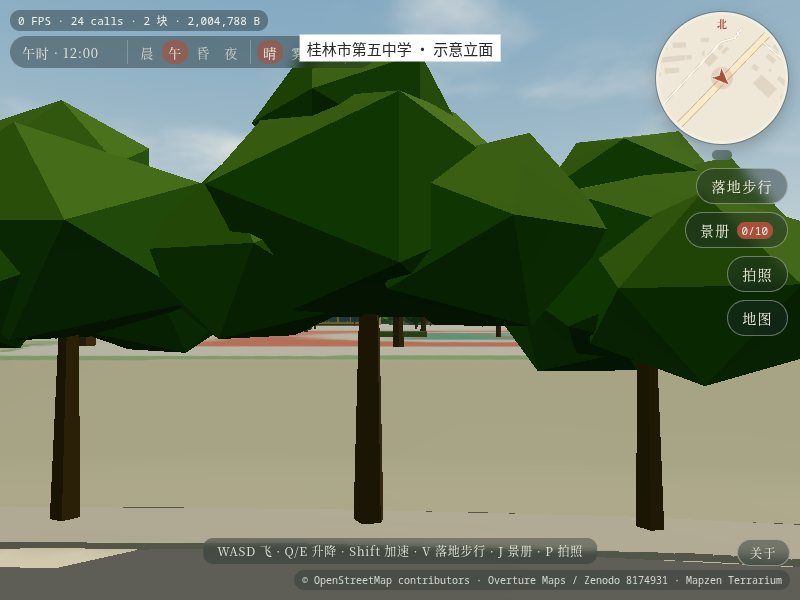 0 FPS · 24 calls · 2 块 · 2,004,788 B
午时 · 12:00 晨 午 昏 夜 晴
桂林市第五中学 · 示意立面
北
落地步行
景册 0/10
拍照
地图
WASD 飞 · Q/E 升降 · Shift 加速 · V 落地步行 · J 景册 · P 拍照
关于
© OpenStreetMap contributors · Overture Maps / Zenodo 8174931 · Mapzen Terrarium